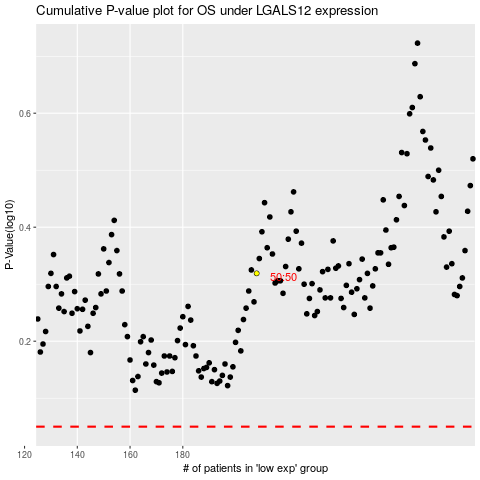 Cumulative P-value plot for OS under LGALS12 expression
P-Value(log10)
0.6
0.4
0.2
50:50
120 140 160 180
# of patients in 'low exp' group